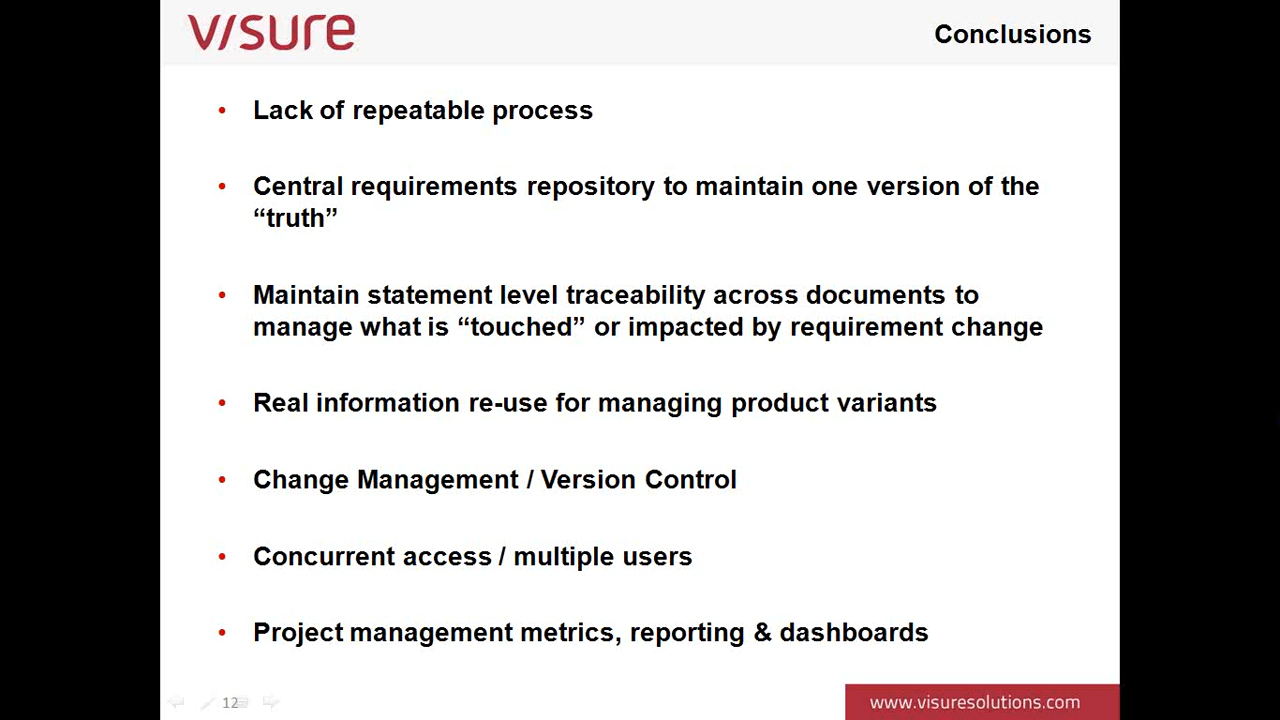 visure
Conclusions
• Lack of repeatable process
• Central requirements repository to maintain one version of the
“truth”
• Maintain statement level traceability across documents to
manage what is “touched” or impacted by requirement change
• Real information re-use for managing product variants
• Change Management / Version Control
• Concurrent access / multiple users
• Project management metrics, reporting & dashboards
12
www.visuresolutions.com